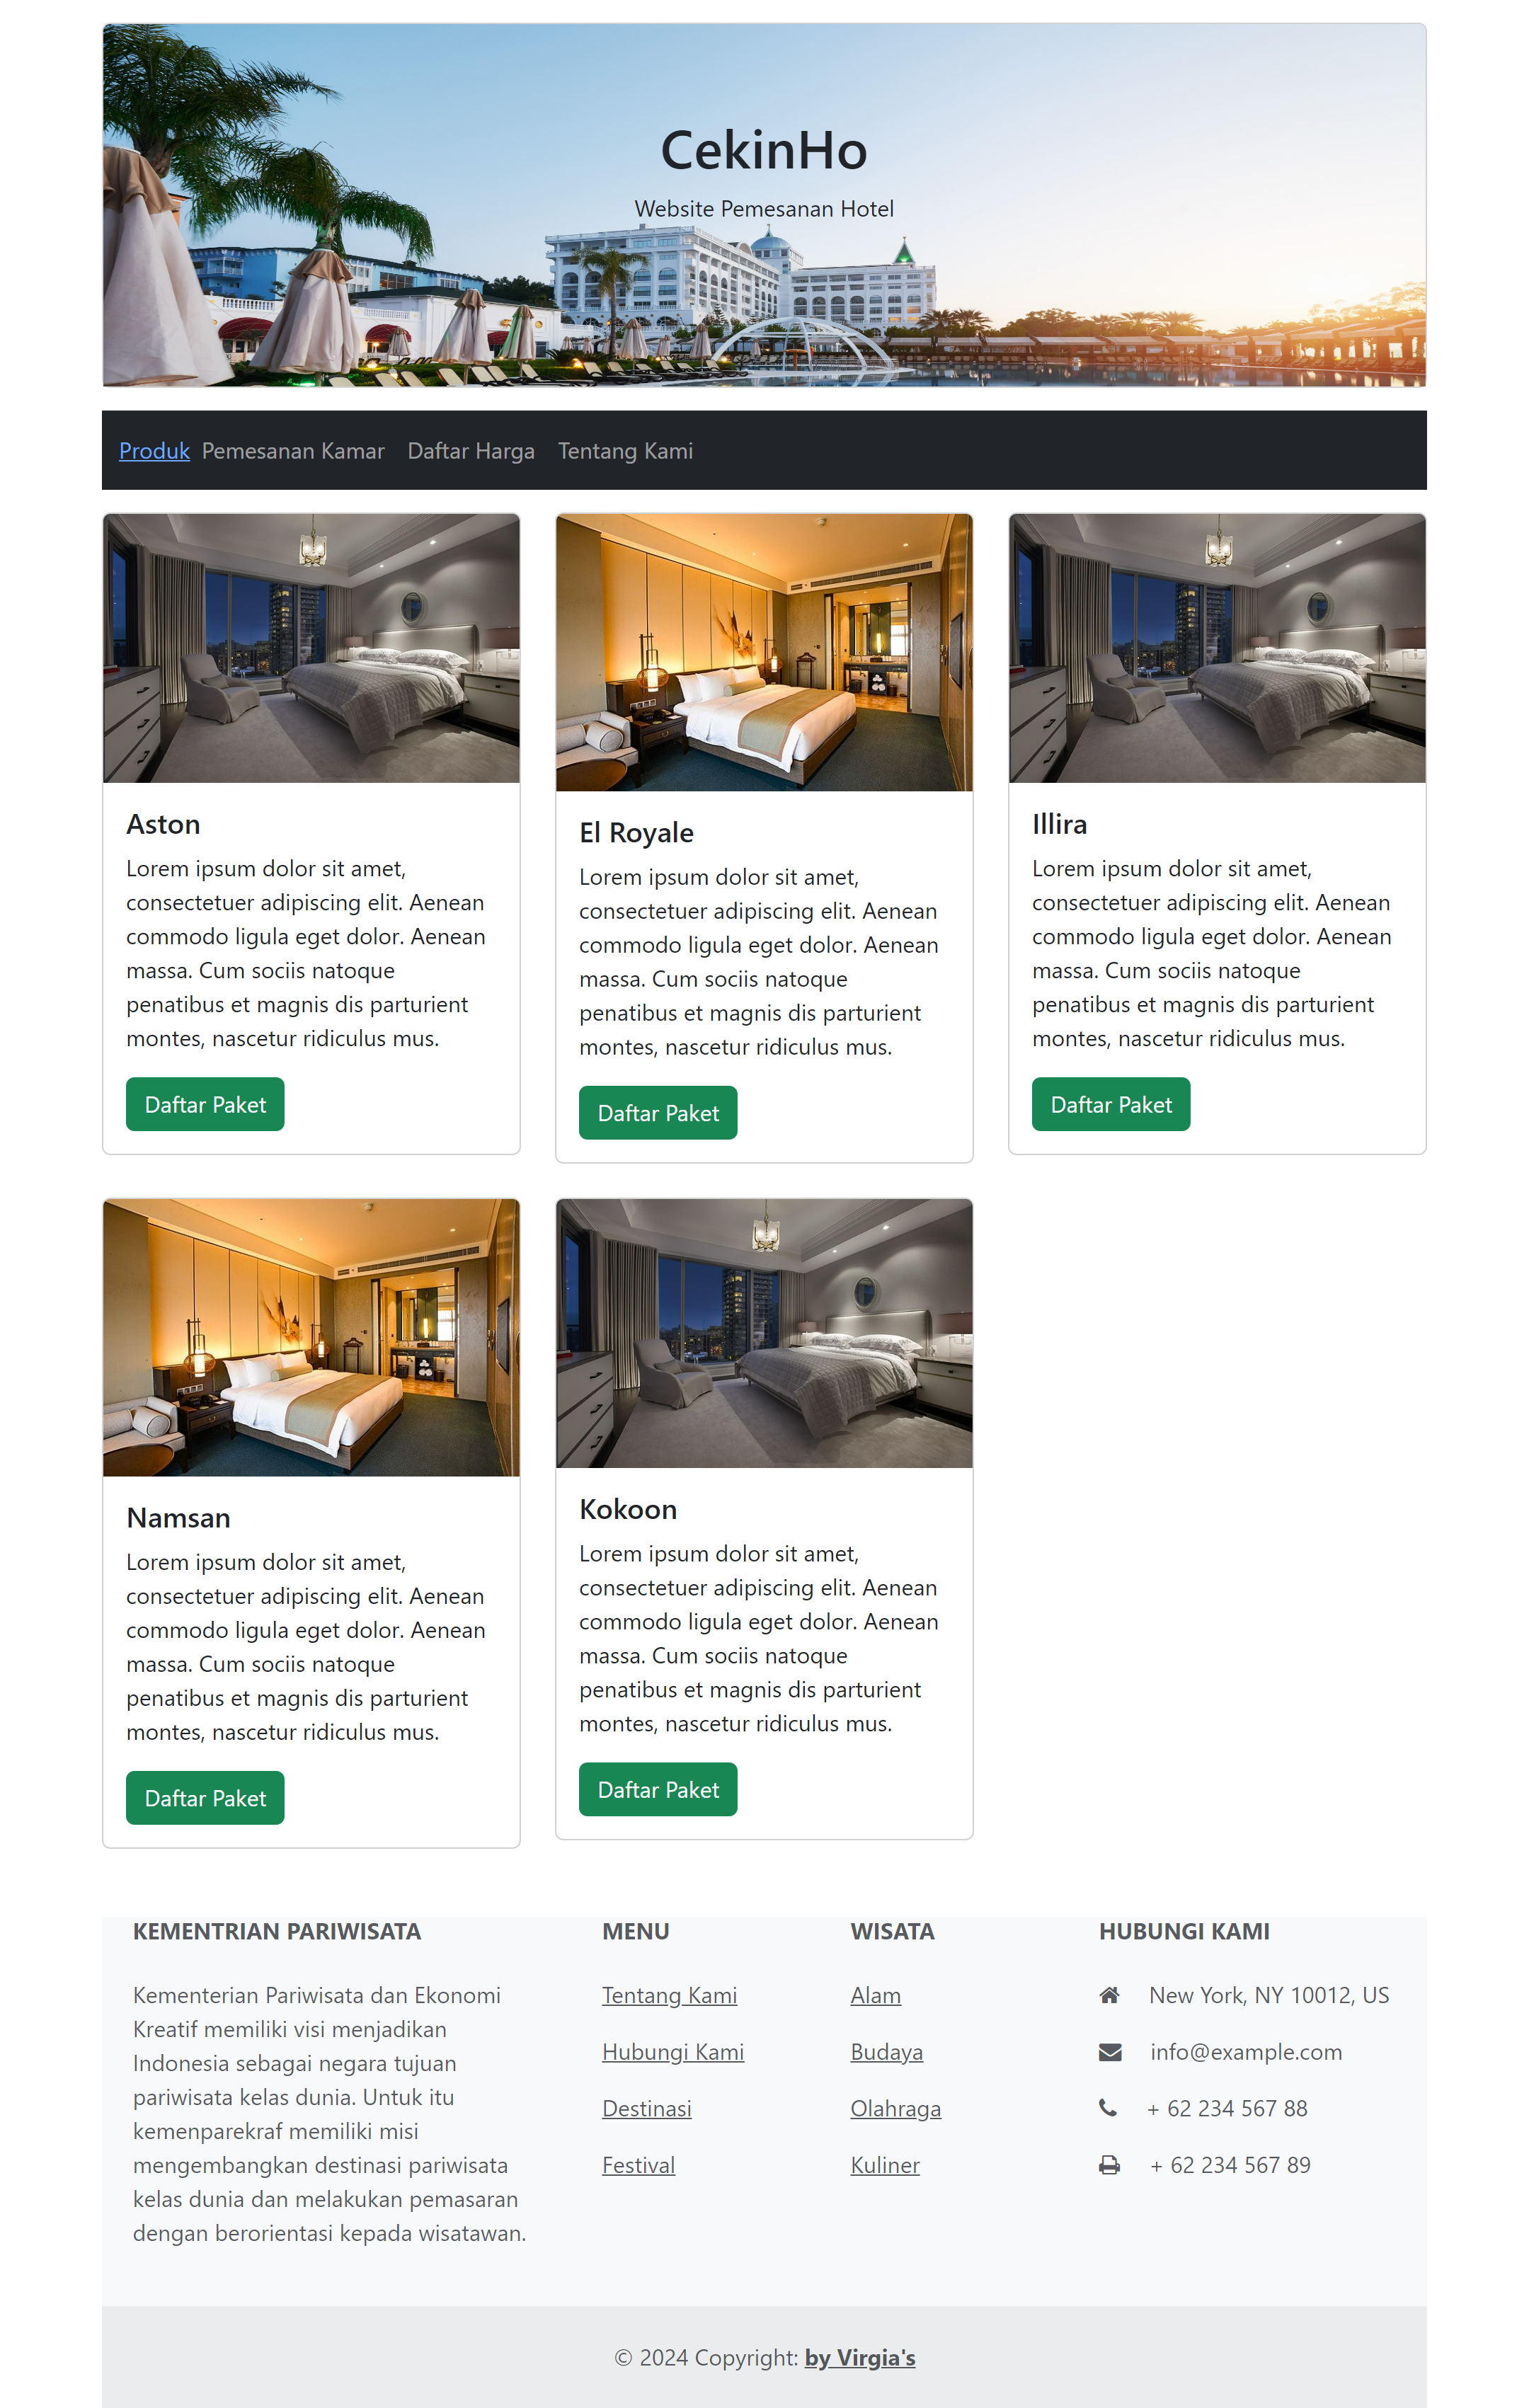 CekinHo
Website Pemesanan Hotel
Produk Pemesanan Kamar Daftar Harga Tentang Kami
Aston
Lorem ipsum dolor sit amet,
consectetuer adipiscing elit. Aenean
commodo ligula eget dolor. Aenean
massa. Cum sociis natoque
penatibus et magnis dis parturient
montes, nascetur ridiculus mus.
Daftar Paket
El Royale
Lorem ipsum dolor sit amet,
consectetuer adipiscing elit. Aenean
commodo ligula eget dolor. Aenean
massa. Cum sociis natoque
penatibus et magnis dis parturient
montes, nascetur ridiculus mus.
Daftar Paket
Illira
Lorem ipsum dolor sit amet,
consectetuer adipiscing elit. Aenean
commodo ligula eget dolor. Aenean
massa. Cum sociis natoque
penatibus et magnis dis parturient
montes, nascetur ridiculus mus.
Daftar Paket
Namsan
Lorem ipsum dolor sit amet,
consectetuer adipiscing elit. Aenean
commodo ligula eget dolor. Aenean
massa. Cum sociis natoque
penatibus et magnis dis parturient
montes, nascetur ridiculus mus.
Daftar Paket
Kokoon
Lorem ipsum dolor sit amet,
consectetuer adipiscing elit. Aenean
commodo ligula eget dolor. Aenean
massa. Cum sociis natoque
penatibus et magnis dis parturient
montes, nascetur ridiculus mus.
Daftar Paket
KEMENTRIAN PARIWISATA
Kementerian Pariwisata dan Ekonomi
Kreatif memiliki visi menjadikan
Indonesia sebagai negara tujuan
pariwisata kelas dunia. Untuk itu
kemenparekraf memiliki misi
mengembangkan destinasi pariwisata
kelas dunia dan melakukan pemasaran
dengan berorientasi kepada wisatawan.
MENU
Tentang Kami
Hubungi Kami
Destinasi
Festival
WISATA
Alam
Budaya
Olahraga
Kuliner
HUBUNGI KAMI
New York, NY 10012, US
info@example.com
+ 62 234 567 88
+ 62 234 567 89
© 2024 Copyright: by Virgia's